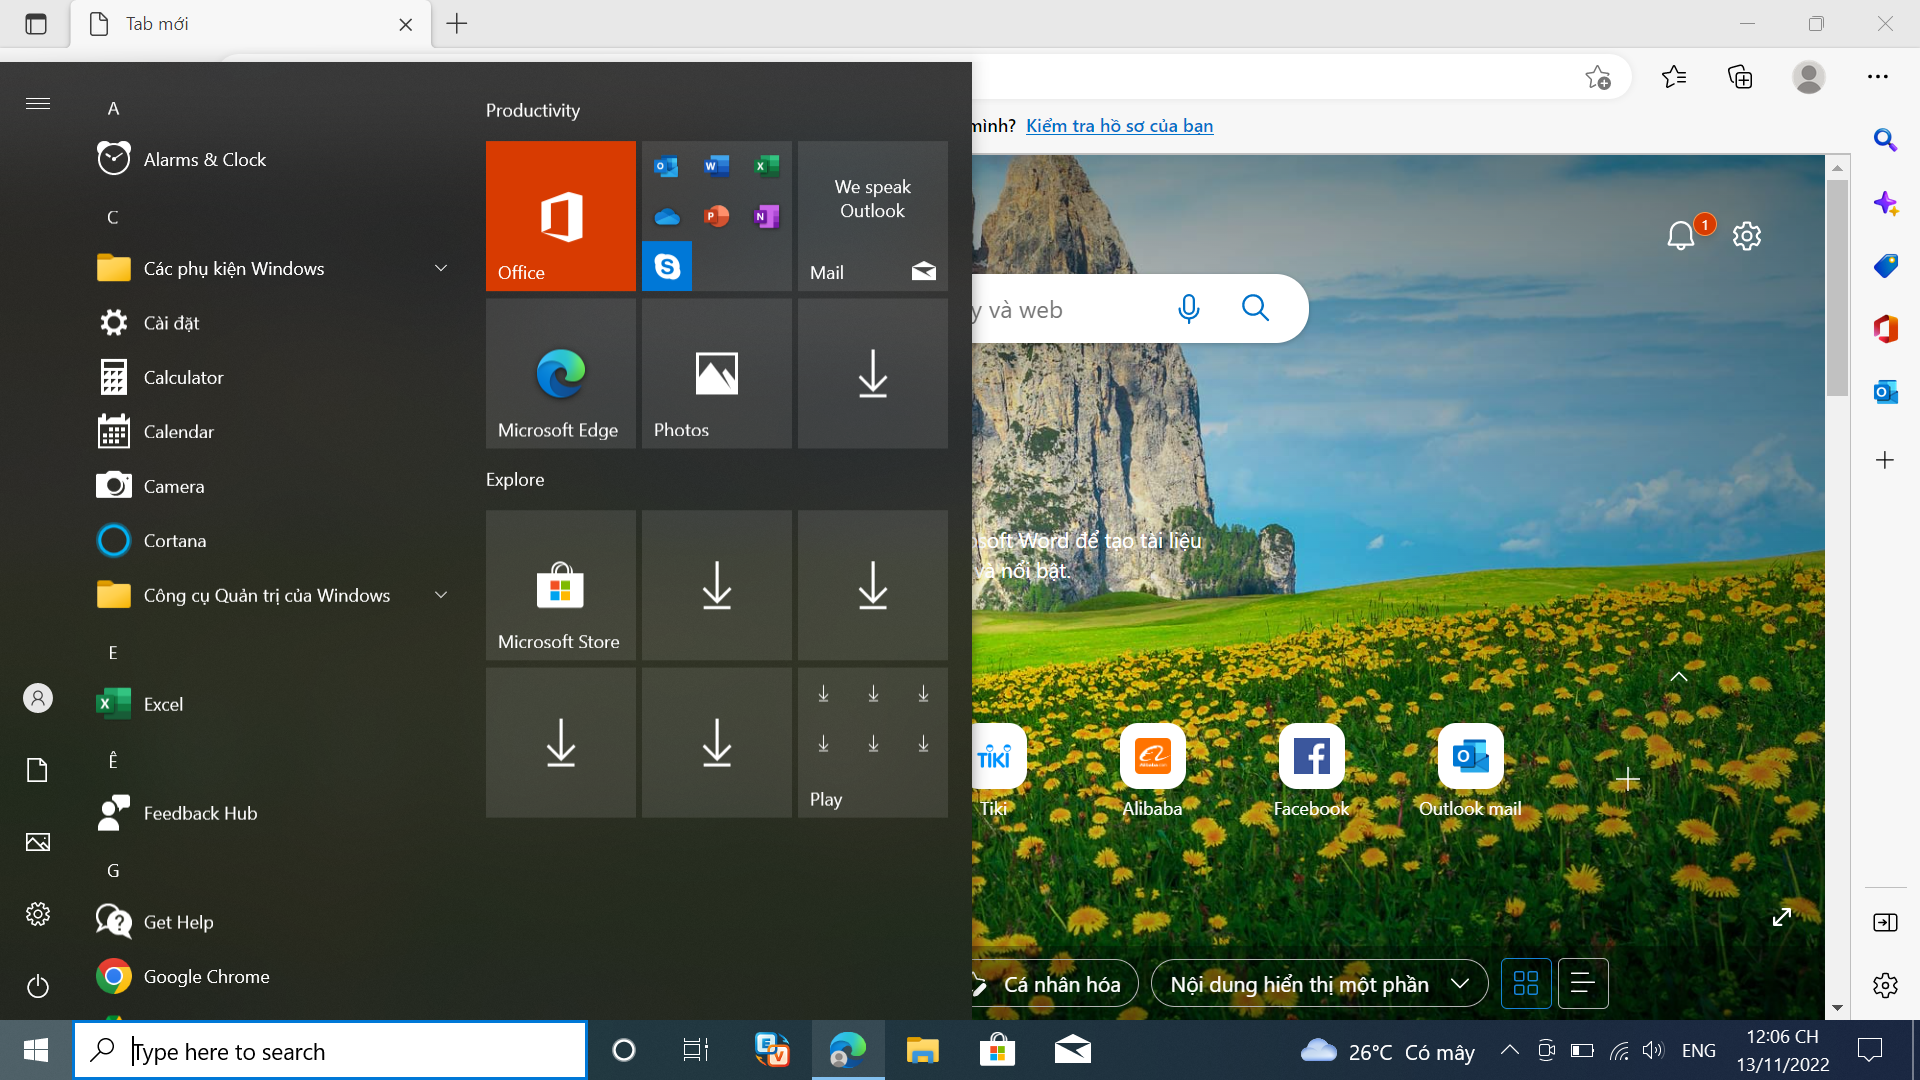 Tab mới
mình? Kiểm tra hồ sơ của bạn
A
Alarms & Clock
C
Các phụ kiện Windows
Cài đặt
Calculator
Calendar
Camera
Cortana
Công cụ Quản trị của Windows
E
Excel
Ê
Feedback Hub
G
Get Help
Google Chrome
Productivity
Office
We speak
Outlook
Mail
Microsoft Edge
Photos
Explore
Microsoft Store
Play
1
y và web
soft Word để tạo tài liệu
và nổi bật.
TIKI
Tiki
Alibaba
Facebook
Outlook mail
Cá nhân hóa
Nội dung hiển thị một phần
Type here to search
26°C Có mây
ENG
12:06 CH
13/11/2022